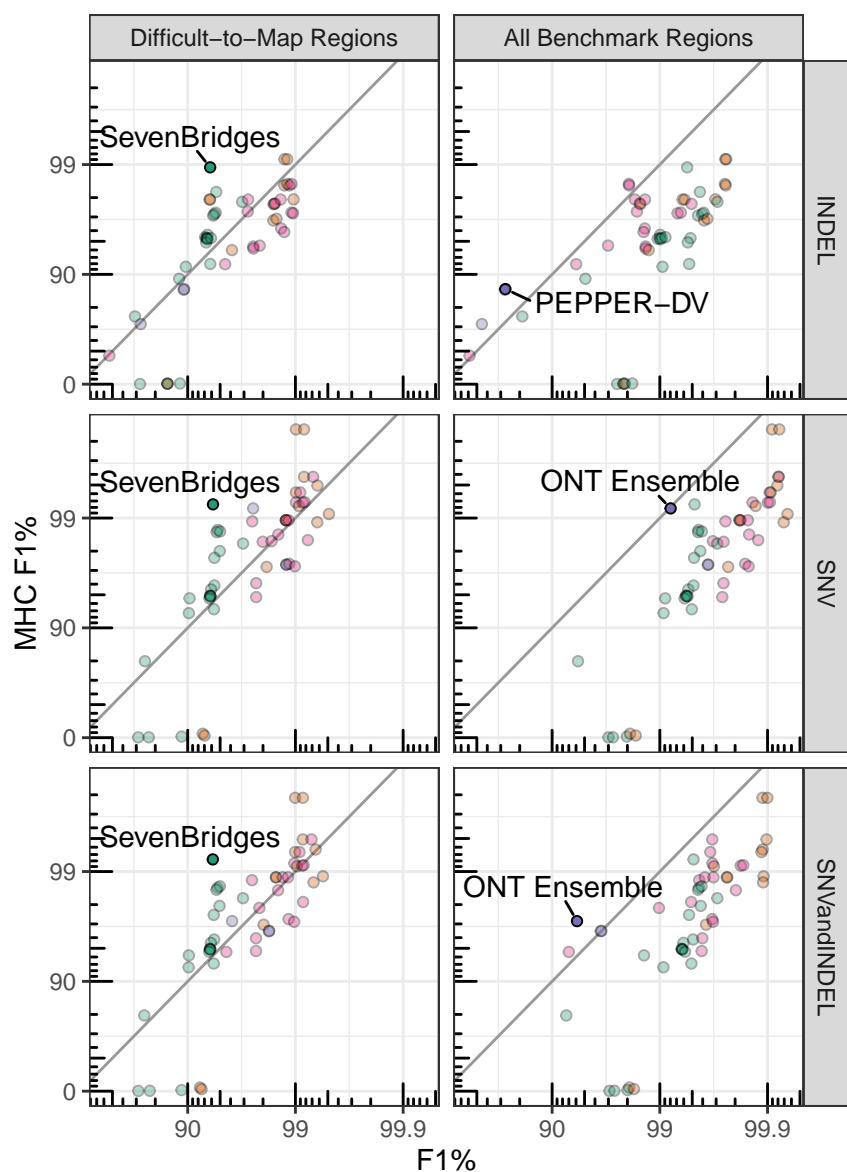 Difficult−to−Map Regions
All Benchmark Regions
SevenBridges
PEPPER−DV
INDEL
99
90
0
SevenBridges
ONT Ensemble
SNV
99
90
0
MHC F1%
SevenBridges
ONT Ensemble
SNVandINDEL
99
90
0
90
99
99.9
90
99
99.9
F1%